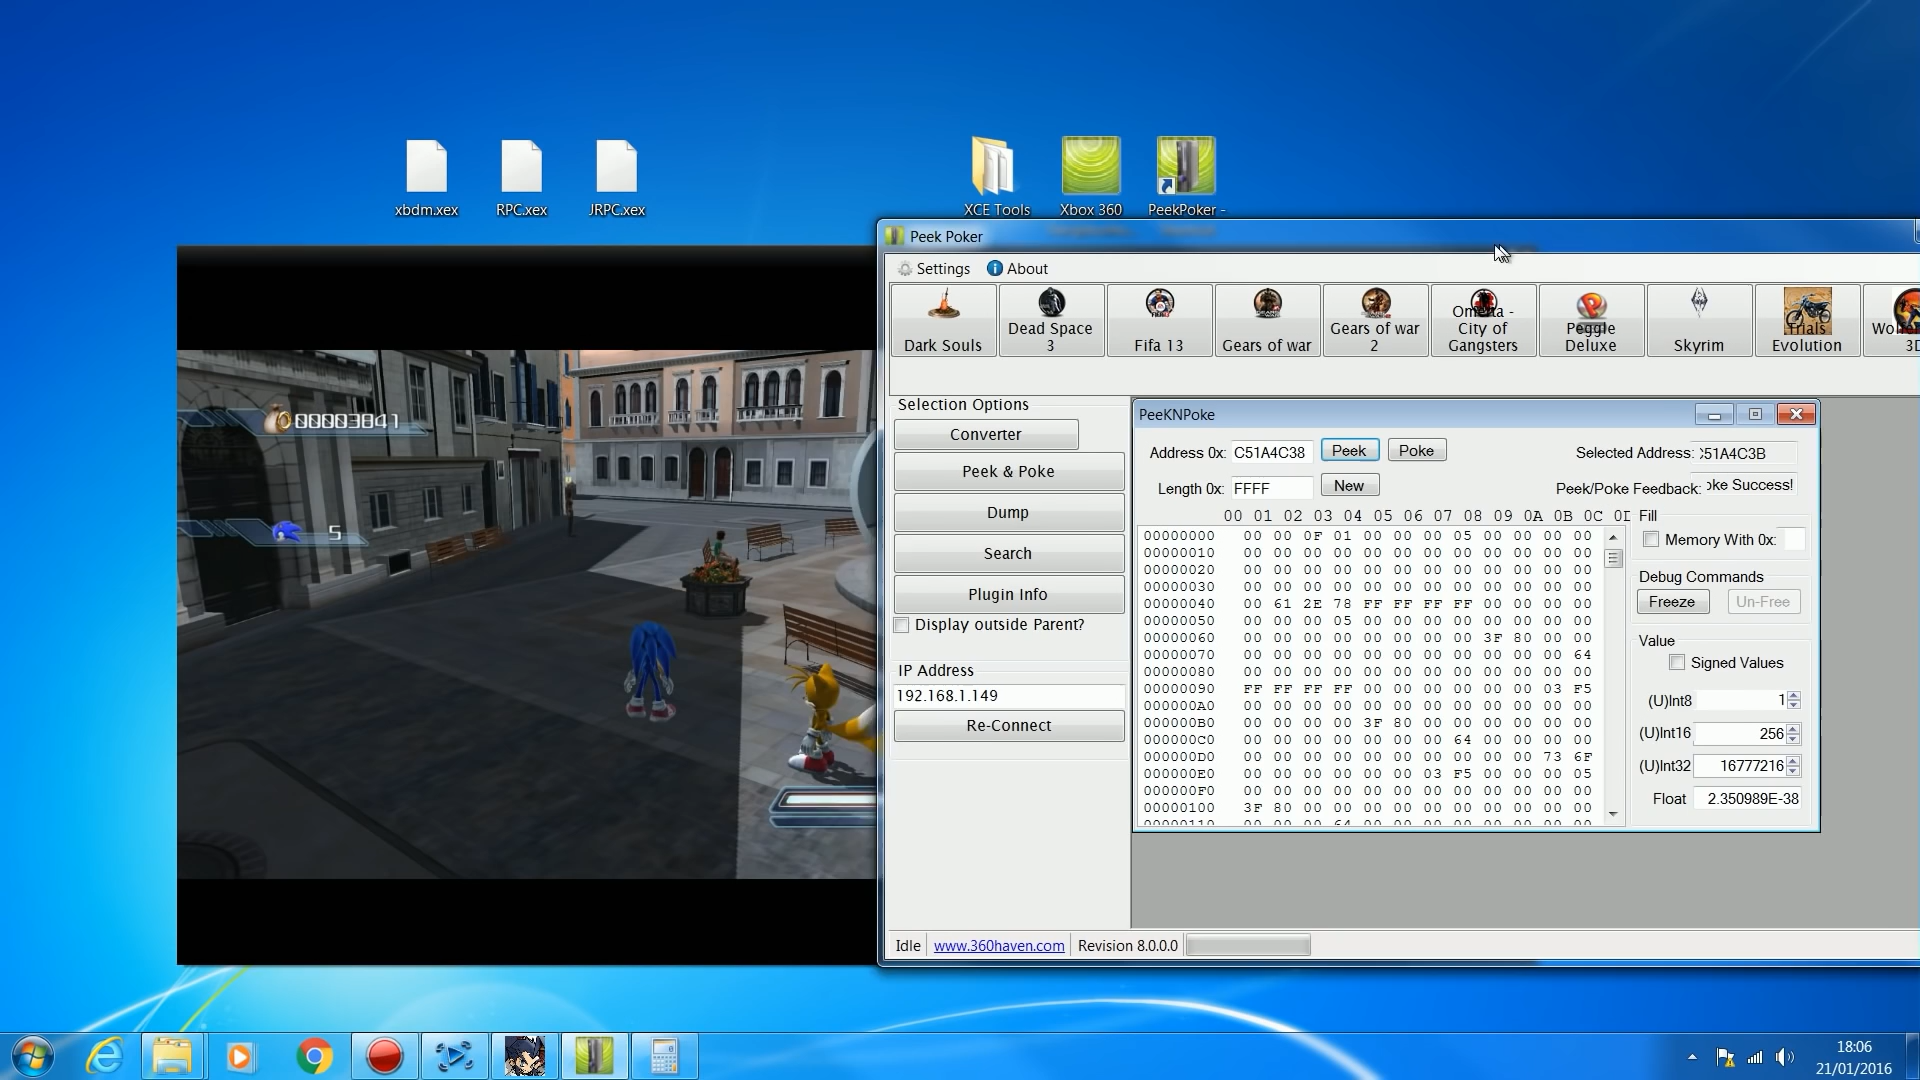 xbdm.xex
RPC.xex
JRPC.xex
XCE Tools
Xbox 360
PeekPoker -
Peek Poker
Settings
About
Dark Souls
Dead Space 3
Fifa 13
Gears of war
Gears of war 2
Omerta - City of Gangsters
Peggle Deluxe
Skyrim
Trials Evolution
3D
00003841
5
Selection Options
Converter
Peek & Poke
Dump
Search
Plugin Info
Display outside Parent?
IP Address
192.168.1.149
Re-Connect
PeeKNPoke
Address 0x: C51A4C38 Peek Poke
Selected Address: 51A4C3B
Length 0x: FFFF New
Peek/Poke Feedback: oke Success!
00 01 02 03 04 05 06 07 08 09 0A 0B 0C 0D
00000000 00 00 0F 01 00 00 00 05 00 00 00 00
00000010 00 00 00 00 00 00 00 00 00 00 00 00
00000020 00 00 00 00 00 00 00 00 00 00 00 00
00000030 00 00 00 00 00 00 00 00 00 00 00 00
00000040 00 61 2E 78 FF FF FF FF 00 00 00 00
00000050 00 00 00 05 00 00 00 00 00 00 00 00
00000060 00 00 00 00 00 00 00 00 3F 80 00 00
00000070 00 00 00 00 00 00 00 00 00 00 00 64
00000080 00 00 00 00 00 00 00 00 00 00 00 00
00000090 FF FF FF FF 00 00 00 00 00 00 03 F5
000000A0 00 00 00 00 00 00 00 00 00 00 00 00
000000B0 00 00 00 00 3F 80 00 00 00 00 00 00
000000C0 00 00 00 00 00 00 00 64 00 00 00 00
000000D0 00 00 00 00 00 00 00 00 00 00 73 6F
000000E0 00 00 00 00 00 00 03 F5 00 00 00 05
000000F0 00 00 00 00 00 00 00 00 00 00 00 00
00000100 3F 80 00 00 00 00 00 00 00 00 00 00
00000110 00 00 00 64 00 00 00 00 00 00 00 00
Fill
Memory With 0x:
Debug Commands
Freeze
Un-Free
Value
Signed Values
(U)Int8 1
(U)Int16 256
(U)Int32 16777216
Float 2.350989E-38
Idle
www.360haven.com
Revision 8.0.0.0
18:06
21/01/2016